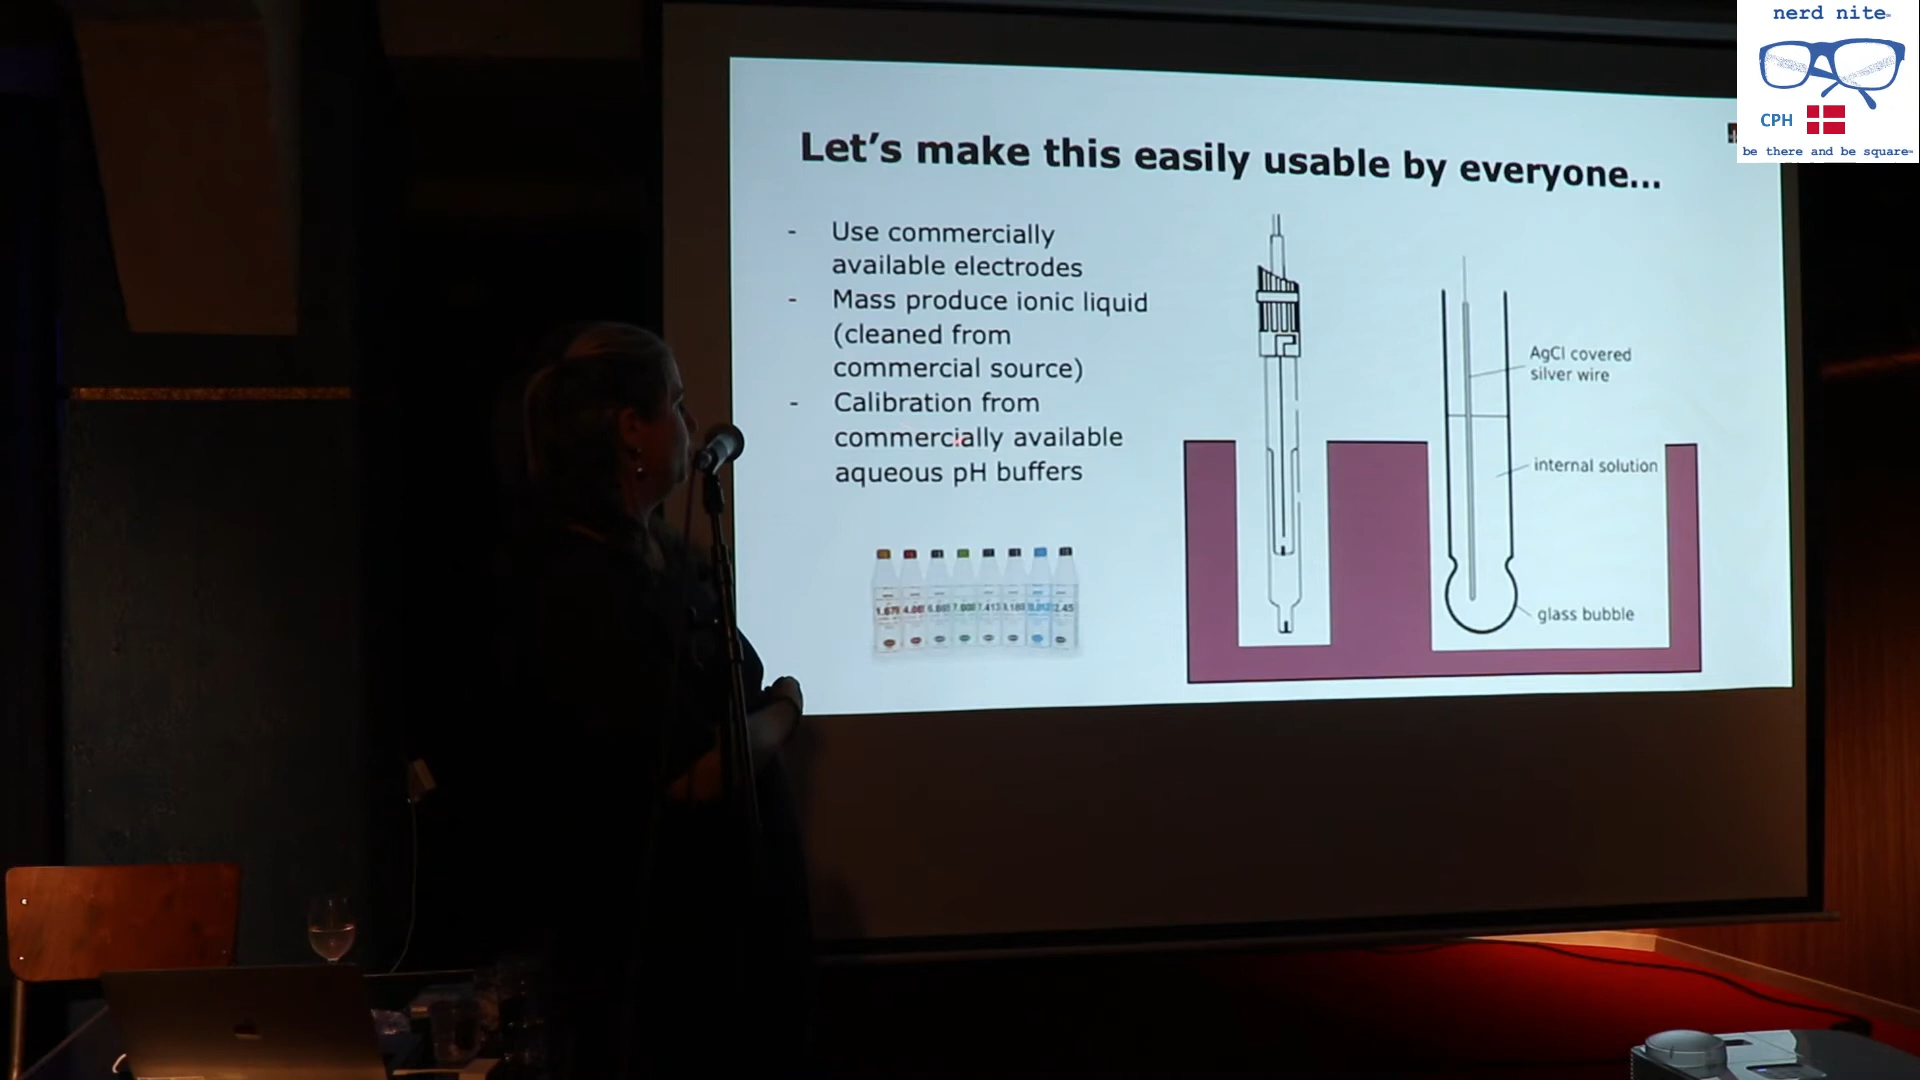 nerd nite
CPH
be there and be square
Let's make this easily usable by everyone...
- Use commercially
available electrodes
- Mass produce ionic liquid
(cleaned from
commercial source)
- Calibration from
commercially available
aqueous pH buffers
AgCl covered
silver wire
internal solution
glass bubble